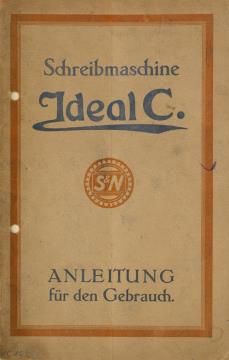 Schreibmaschine
Ideal C.
S&N
ANLEITUNG
für den Gebrauch.